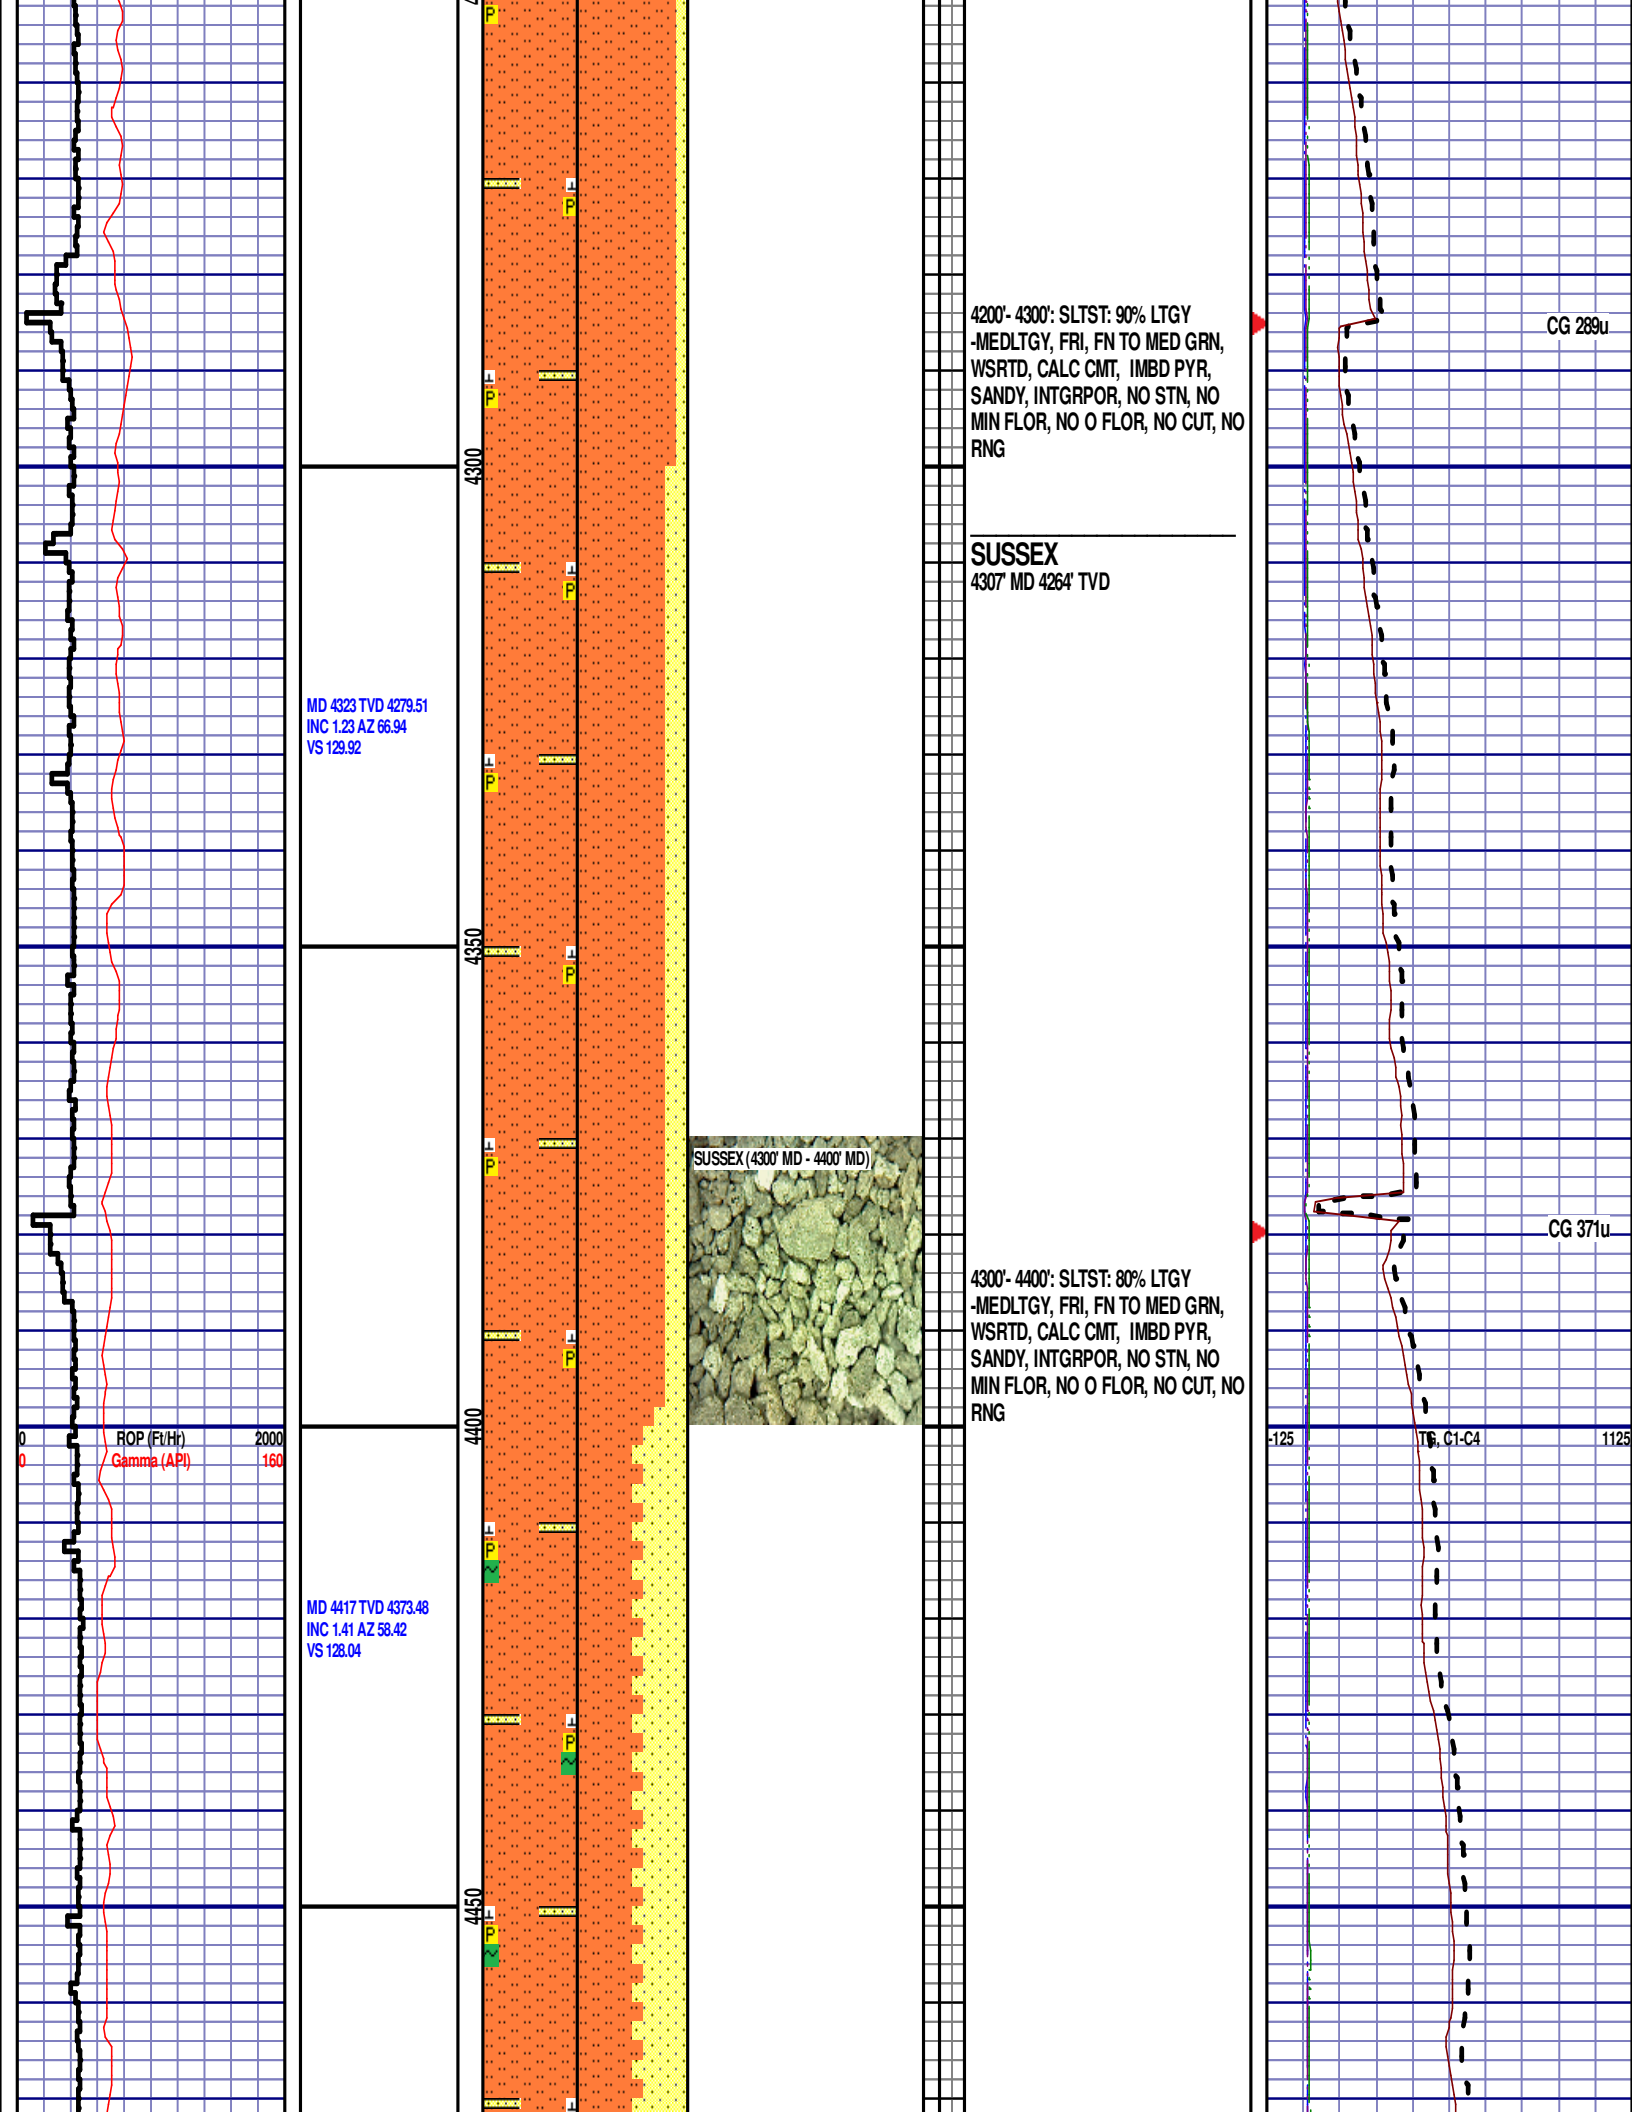 P
P
4200'- 4300': SLTST: 90% LTGY
-MEDLTGY, FRI, FN TO MED GRN,
WSRTD, CALC CMT, IMBD PYR,
SANDY, INTGRPOR, NO STN, NO
MIN FLOR, NO O FLOR, NO CUT, NO
RNG
CG 289u
P
4300
SUSSEX
4307' MD 4264' TVD
P
MD 4323 TVD 4279.51
INC 1.23 AZ 66.94
VS 129.92
P
4350
P
SUSSEX (4300' MD - 4400' MD)
P
CG 371u
4300'- 4400': SLTST: 80% LTGY
-MEDLTGY, FRI, FN TO MED GRN,
WSRTD, CALC CMT, IMBD PYR,
SANDY, INTGRPOR, NO STN, NO
MIN FLOR, NO O FLOR, NO CUT, NO
RNG
P
4400
0 ROP (Ft/Hr) 2000
0 Gamma (API) 160
-125 TG, C1-C4 1125
P
MD 4417 TVD 4373.48
INC 1.41 AZ 58.42
VS 128.04
P
4450
P